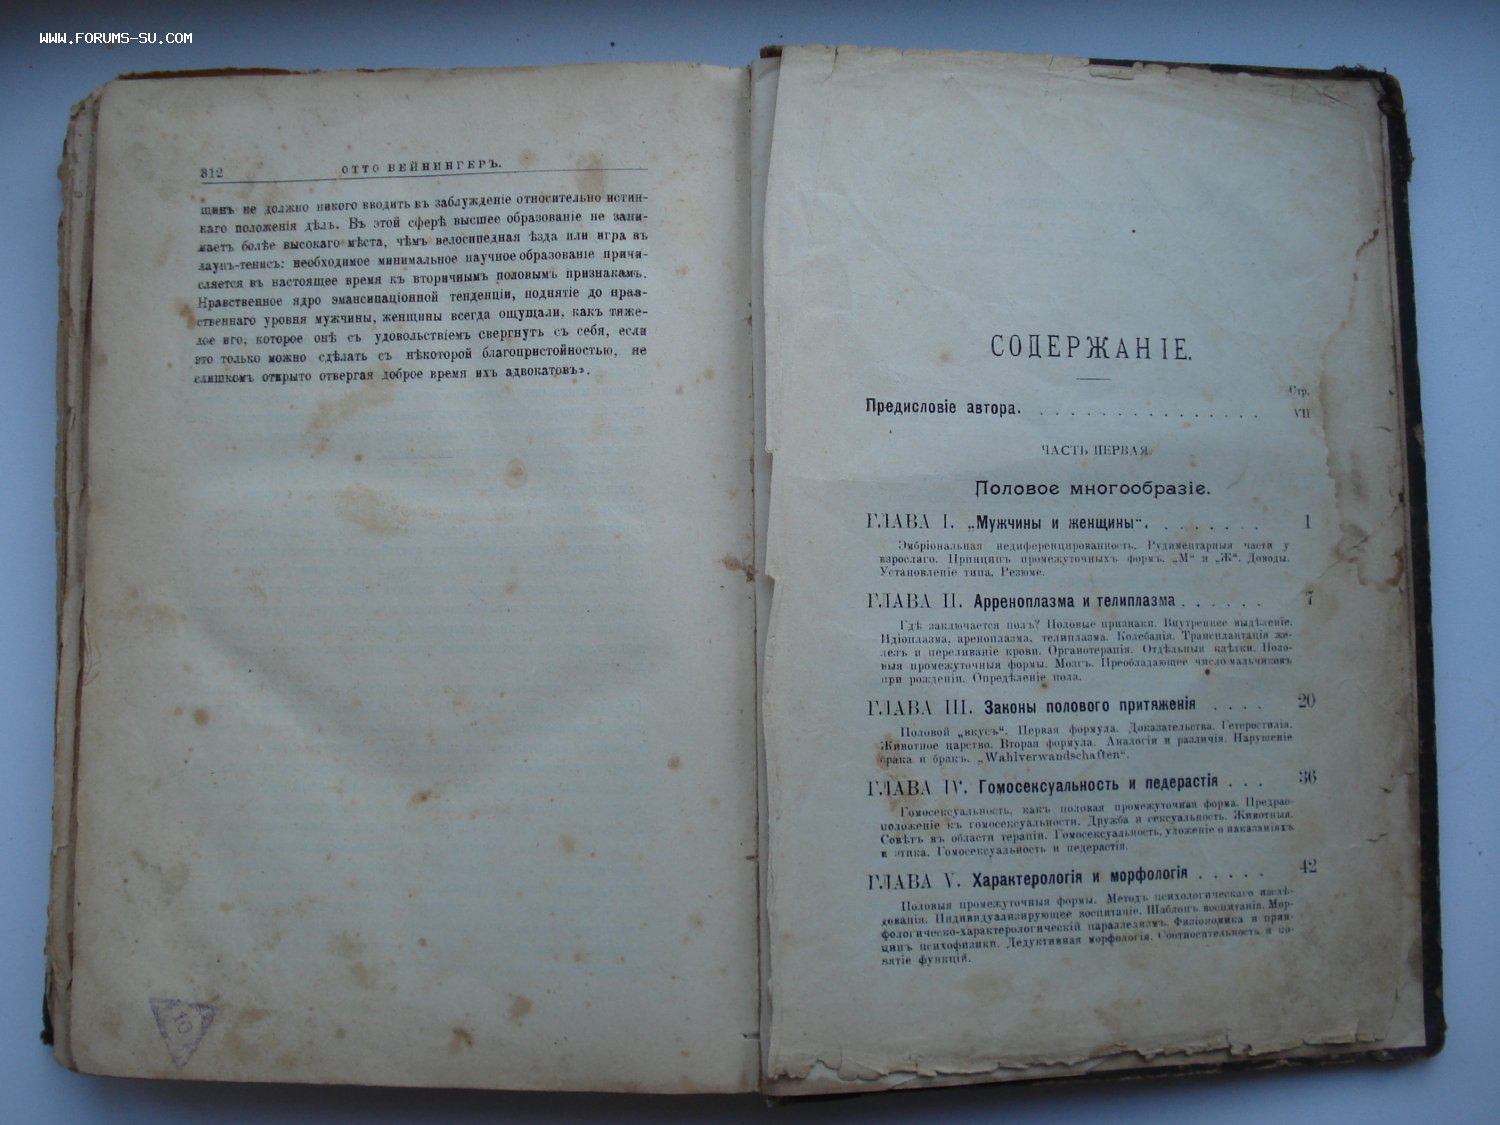 WWW.FORUMS-SU.COM
312
ОТТО ВЕЙНИНГЕРЪ.
щинъ не должно никого вводить въ заблужденіе относительно истин-
наго положенія дѣлъ. Въ этой сферѣ высшее образованіе не зани-
маетъ болѣе высокаго мѣста, чѣмъ велосипедная ѣзда или игра въ
лаунъ-тенисъ: необходимое минимальное научное образованіе причи-
сляется въ настоящее время къ вторичнымъ половымъ признакамъ.
Нравственное ядро эмансипаціонной тенденціи, поднятіе до нрав-
ственнаго уровня мужчины, женщины всегда ощущали, какъ тяже-
лое иго, которое онѣ съ удовольствіемъ свергнутъ съ себя, если
это только можно сдѣлать съ нѣкоторой благопристойностью, не
слишкомъ открыто отвергая доброе время ихъ адвокатовъ».
10
СОДЕРЖАНІЕ.
Стр.
Предисловіе автора. . . . . . . . . . . . . . . . VII
ЧАСТЬ ПЕРВАЯ.
Половое многообразіе.
ГЛАВА I. „Мужчины и женщины“. . . . . . . . 1
Эмбріональная недиференцированность. Рудиментарныя части у
взрослаго. Принципъ промежуточныхъ формъ. „М“ и „Ж“. Доводы.
Установленіе типа. Резюме.
ГЛАВА II. Арреноплазма и телиплазма . . . . . . 7
Гдѣ заключается полъ? Половые признаки. Внутреннее выдѣленіе.
Идіоплазма, ареноплазма, телиплазма. Колебанія. Трансплантація же-
лезъ и переливаніе крови. Органотерапія. Отдѣльныя клѣтки. Поло-
выя промежуточныя формы. Мозгъ. Преобладающее число мальчиковъ
при рожденіи. Опредѣленіе пола.
ГЛАВА III. Законы полового притяженія . . . . 20
Половой „вкусъ“. Первая формула. Доказательства. Гетеростилія.
Животное царство. Вторая формула. Аналогіи и различія. Нарушеніе
брака и бракъ. „Wahlverwandschaften“.
ГЛАВА IV. Гомосексуальность и педерастія . . . 36
Гомосексуальность, какъ половая промежуточная форма. Предрас-
положеніе къ гомосексуальности. Дружба и сексуальность. Животныя.
Совѣтъ въ области терапіи. Гомосексуальность, уложеніе о наказаніяхъ
и этика. Гомосексуальность и педерастія.
ГЛАВА V. Характерологія и морфологія . . . . . 42
Половыя промежуточныя формы. Методъ психологическаго изслѣ-
дованія. Индивидуализирующее воспитаніе. Шаблонъ воспитанія. Мор-
фологическо-характерологическій параллелизмъ. Физіономика и прин-
ципъ психофизики. Дедуктивная морфологія. Соотносительность и по-
нятіе функцій.